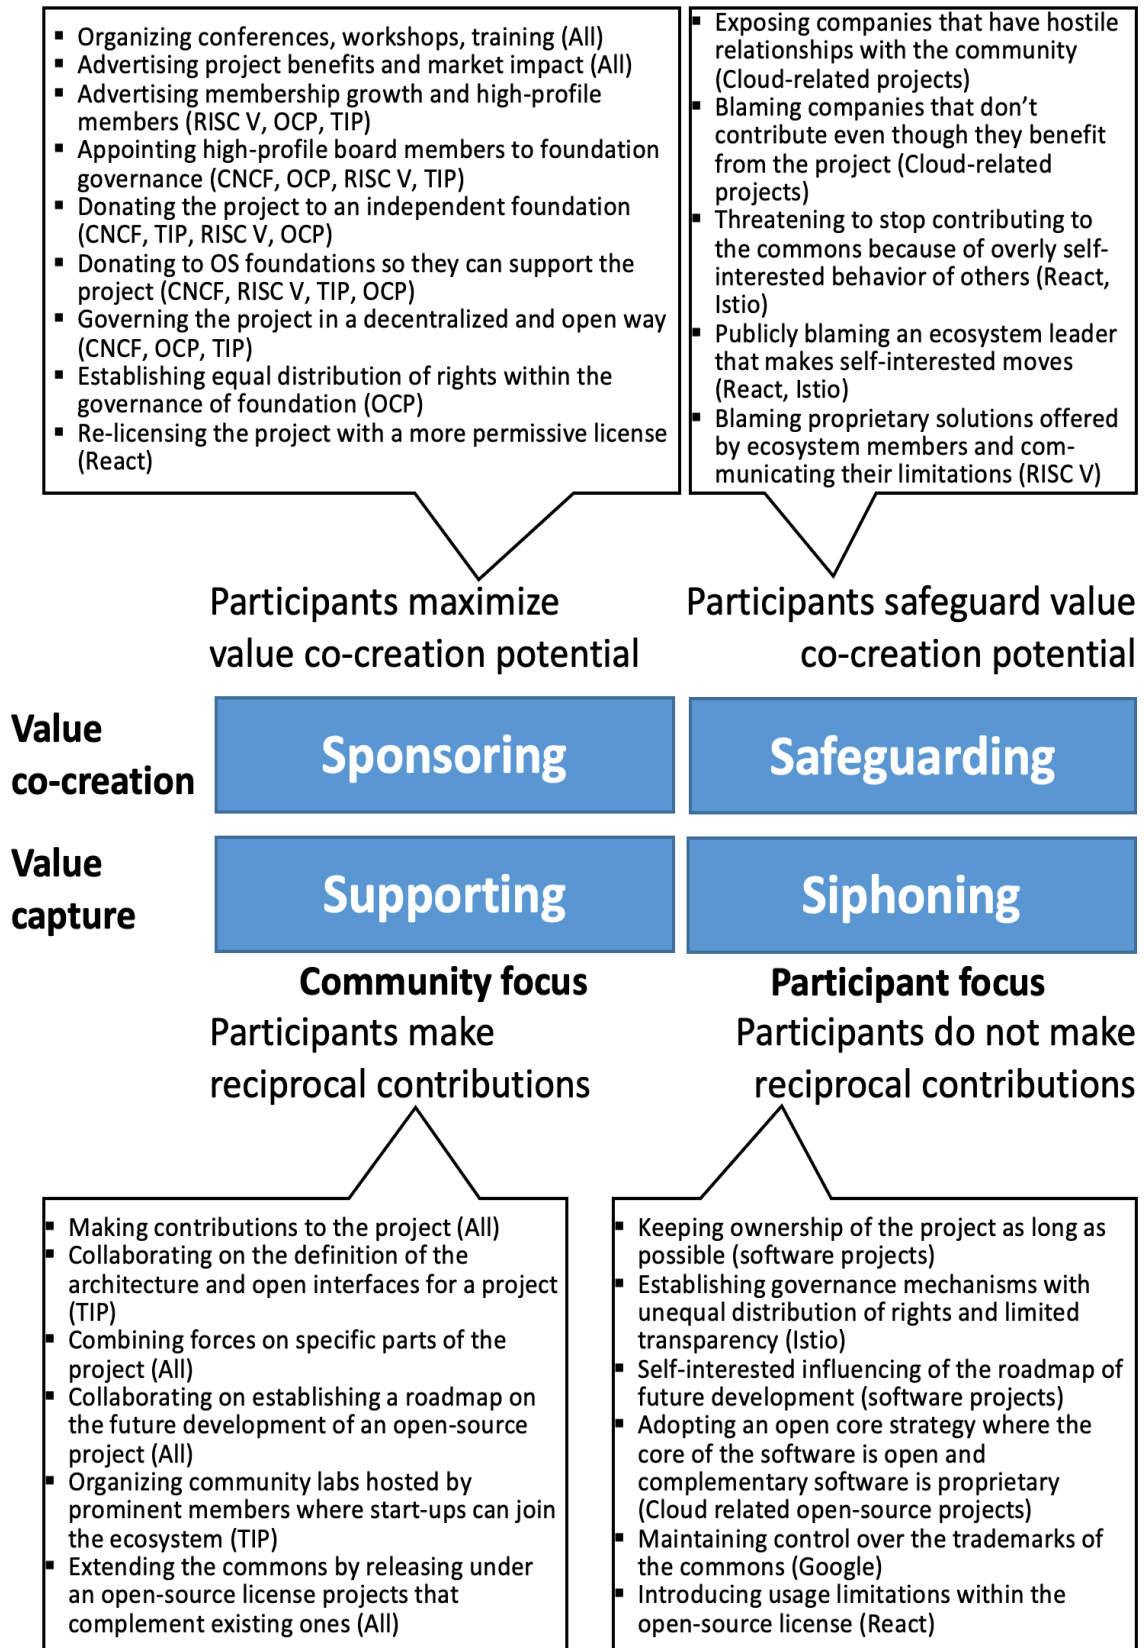 ▪ Organizing conferences, workshops, training (All)
▪ Advertising project benefits and market impact (All)
▪ Advertising membership growth and high-profile
members (RISC V, OCP, TIP)
▪ Appointing high-profile board members to foundation
governance (CNCF, OCP, RISC V, TIP)
▪ Donating the project to an independent foundation
(CNCF, TIP, RISC V, OCP)
▪ Donating to OS foundations so they can support the
project (CNCF, RISC V, TIP, OCP)
▪ Governing the project in a decentralized and open way
(CNCF, OCP, TIP)
▪ Establishing equal distribution of rights within the
governance of foundation (OCP)
▪ Re-licensing the project with a more permissive license
(React)
▪ Exposing companies that have hostile
relationships with the community
(Cloud-related projects)
▪ Blaming companies that don’t
contribute even though they benefit
from the project (Cloud-related
projects)
▪ Threatening to stop contributing to
the commons because of overly self-
interested behavior of others (React,
Istio)
▪ Publicly blaming an ecosystem leader
that makes self-interested moves
(React, Istio)
▪ Blaming proprietary solutions offered
by ecosystem members and com-
municating their limitations (RISC V)
Participants maximize
value co-creation potential
Participants safeguard value
co-creation potential
Value
co-creation
Sponsoring
Safeguarding
Value
capture
Supporting
Siphoning
Community focus
Participant focus
Participants make
reciprocal contributions
Participants do not make
reciprocal contributions
▪ Making contributions to the project (All)
▪ Collaborating on the definition of the
architecture and open interfaces for a project
(TIP)
▪ Combining forces on specific parts of the
project (All)
▪ Collaborating on establishing a roadmap on
the future development of an open-source
project (All)
▪ Organizing community labs hosted by
prominent members where start-ups can join
the ecosystem (TIP)
▪ Extending the commons by releasing under
an open-source license projects that
complement existing ones (All)
▪ Keeping ownership of the project as long as
possible (software projects)
▪ Establishing governance mechanisms with
unequal distribution of rights and limited
transparency (Istio)
▪ Self-interested influencing of the roadmap of
future development (software projects)
▪ Adopting an open core strategy where the
core of the software is open and
complementary software is proprietary
(Cloud related open-source projects)
▪ Maintaining control over the trademarks of
the commons (Google)
▪ Introducing usage limitations within the
open-source license (React)